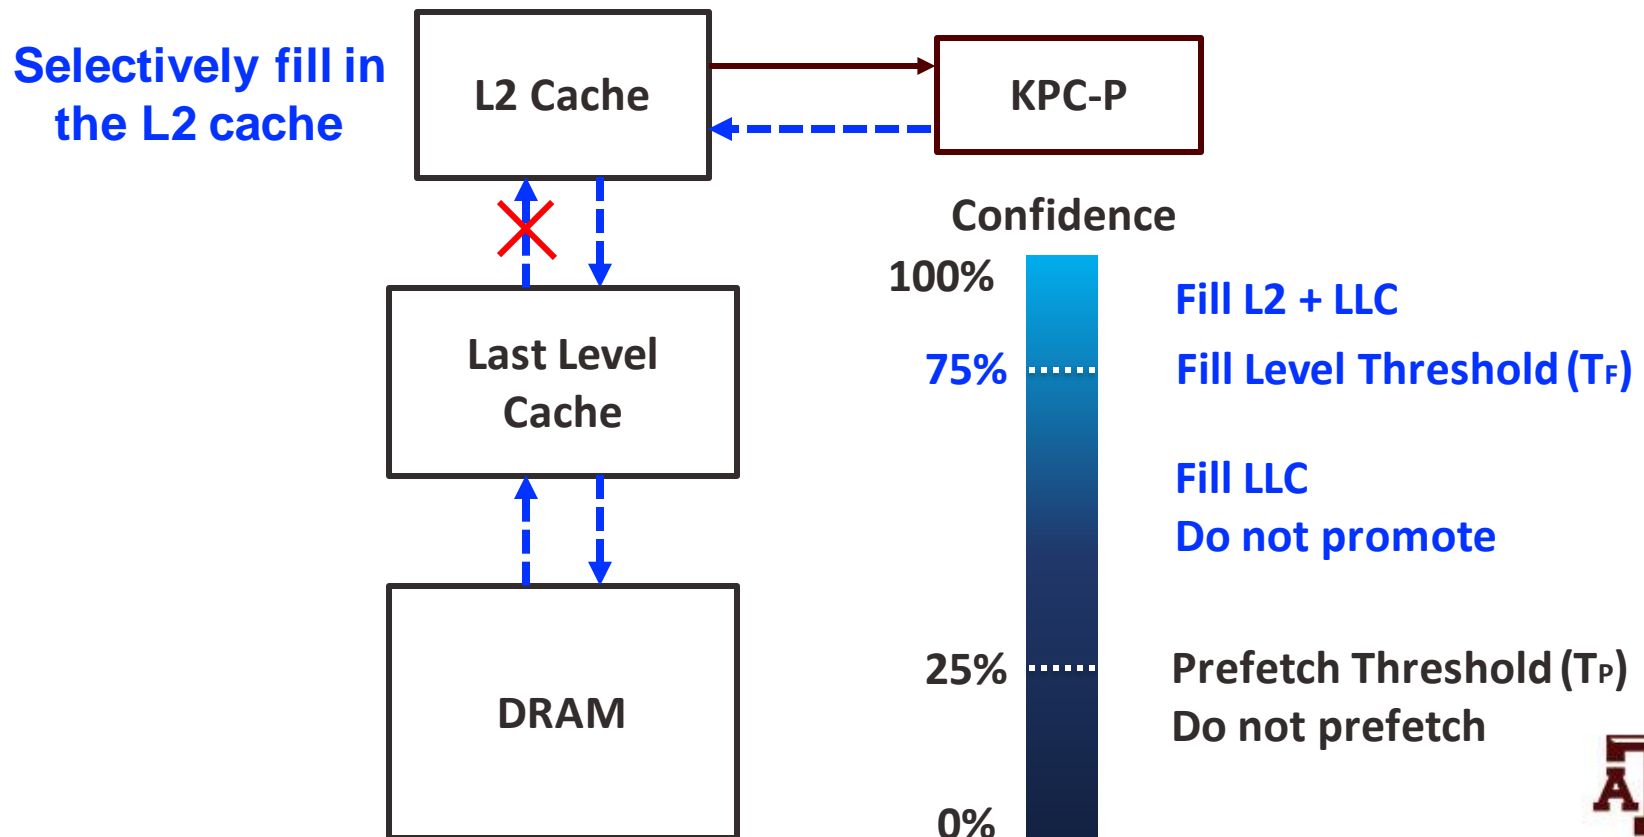 Selectively fill in
the L2 cache
L2 Cache
KPC-P
Last Level
Cache
DRAM
Confidence
100%
Fill L2 + LLC
75%
Fill Level Threshold (TF)
Fill LLC
Do not promote
25%
Prefetch Threshold (TP)
Do not prefetch
0%